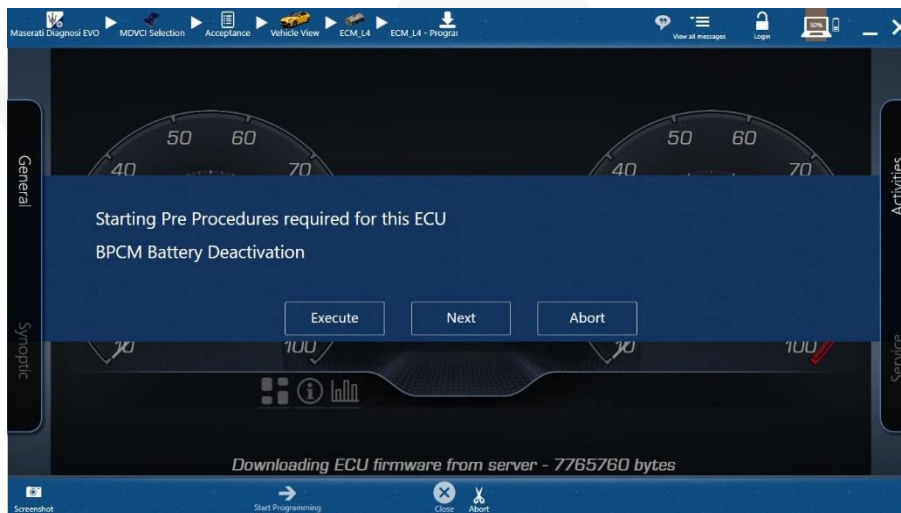 Maserati Diagnosi EVO
MDVCI Selection
Acceptance
Vehicle View
ECM_L4
ECM_L4 - Progra
View all messages
Login
50%
General
Synoptic
Activities
Service
50 60
40 70
50 60
40 70
Starting Pre Procedures required for this ECU
BPCM Battery Deactivation
Execute Next Abort
100
100
Downloading ECU firmware from server - 7765760 bytes
Screenshot
Start Programming
Close
Abort